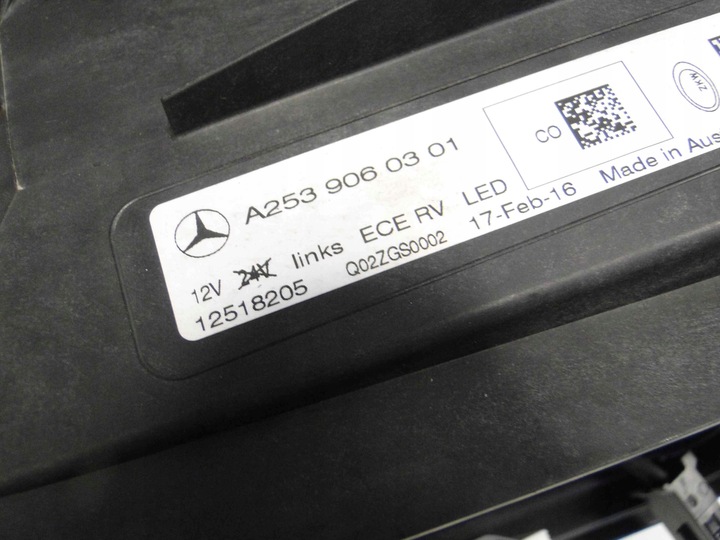 A253 906 03 01
CO
ZKW
12V 24V links ECE RV LED
12518205 Q02ZGS0002 17-Feb-16 Made in Aus